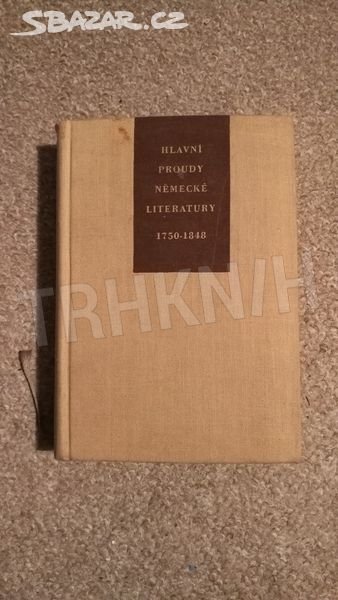 SBAZAR.CZ
HLAVNÍ
PROUDY
NĚMECKÉ
LITERATURY
1750-1848
TRHKNIH